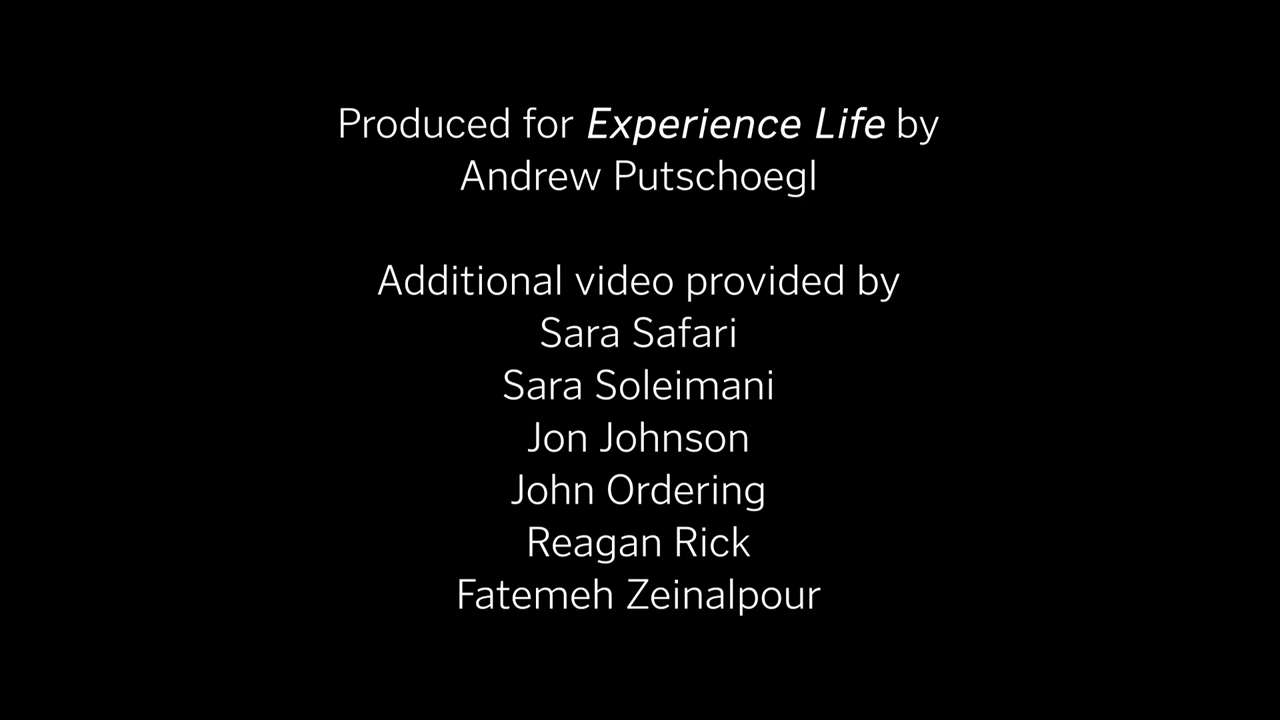 Produced for Experience Life by
Andrew Putschoegl
Additional video provided by
Sara Safari
Sara Soleimani
Jon Johnson
John Ordering
Reagan Rick
Fatemeh Zeinalpour